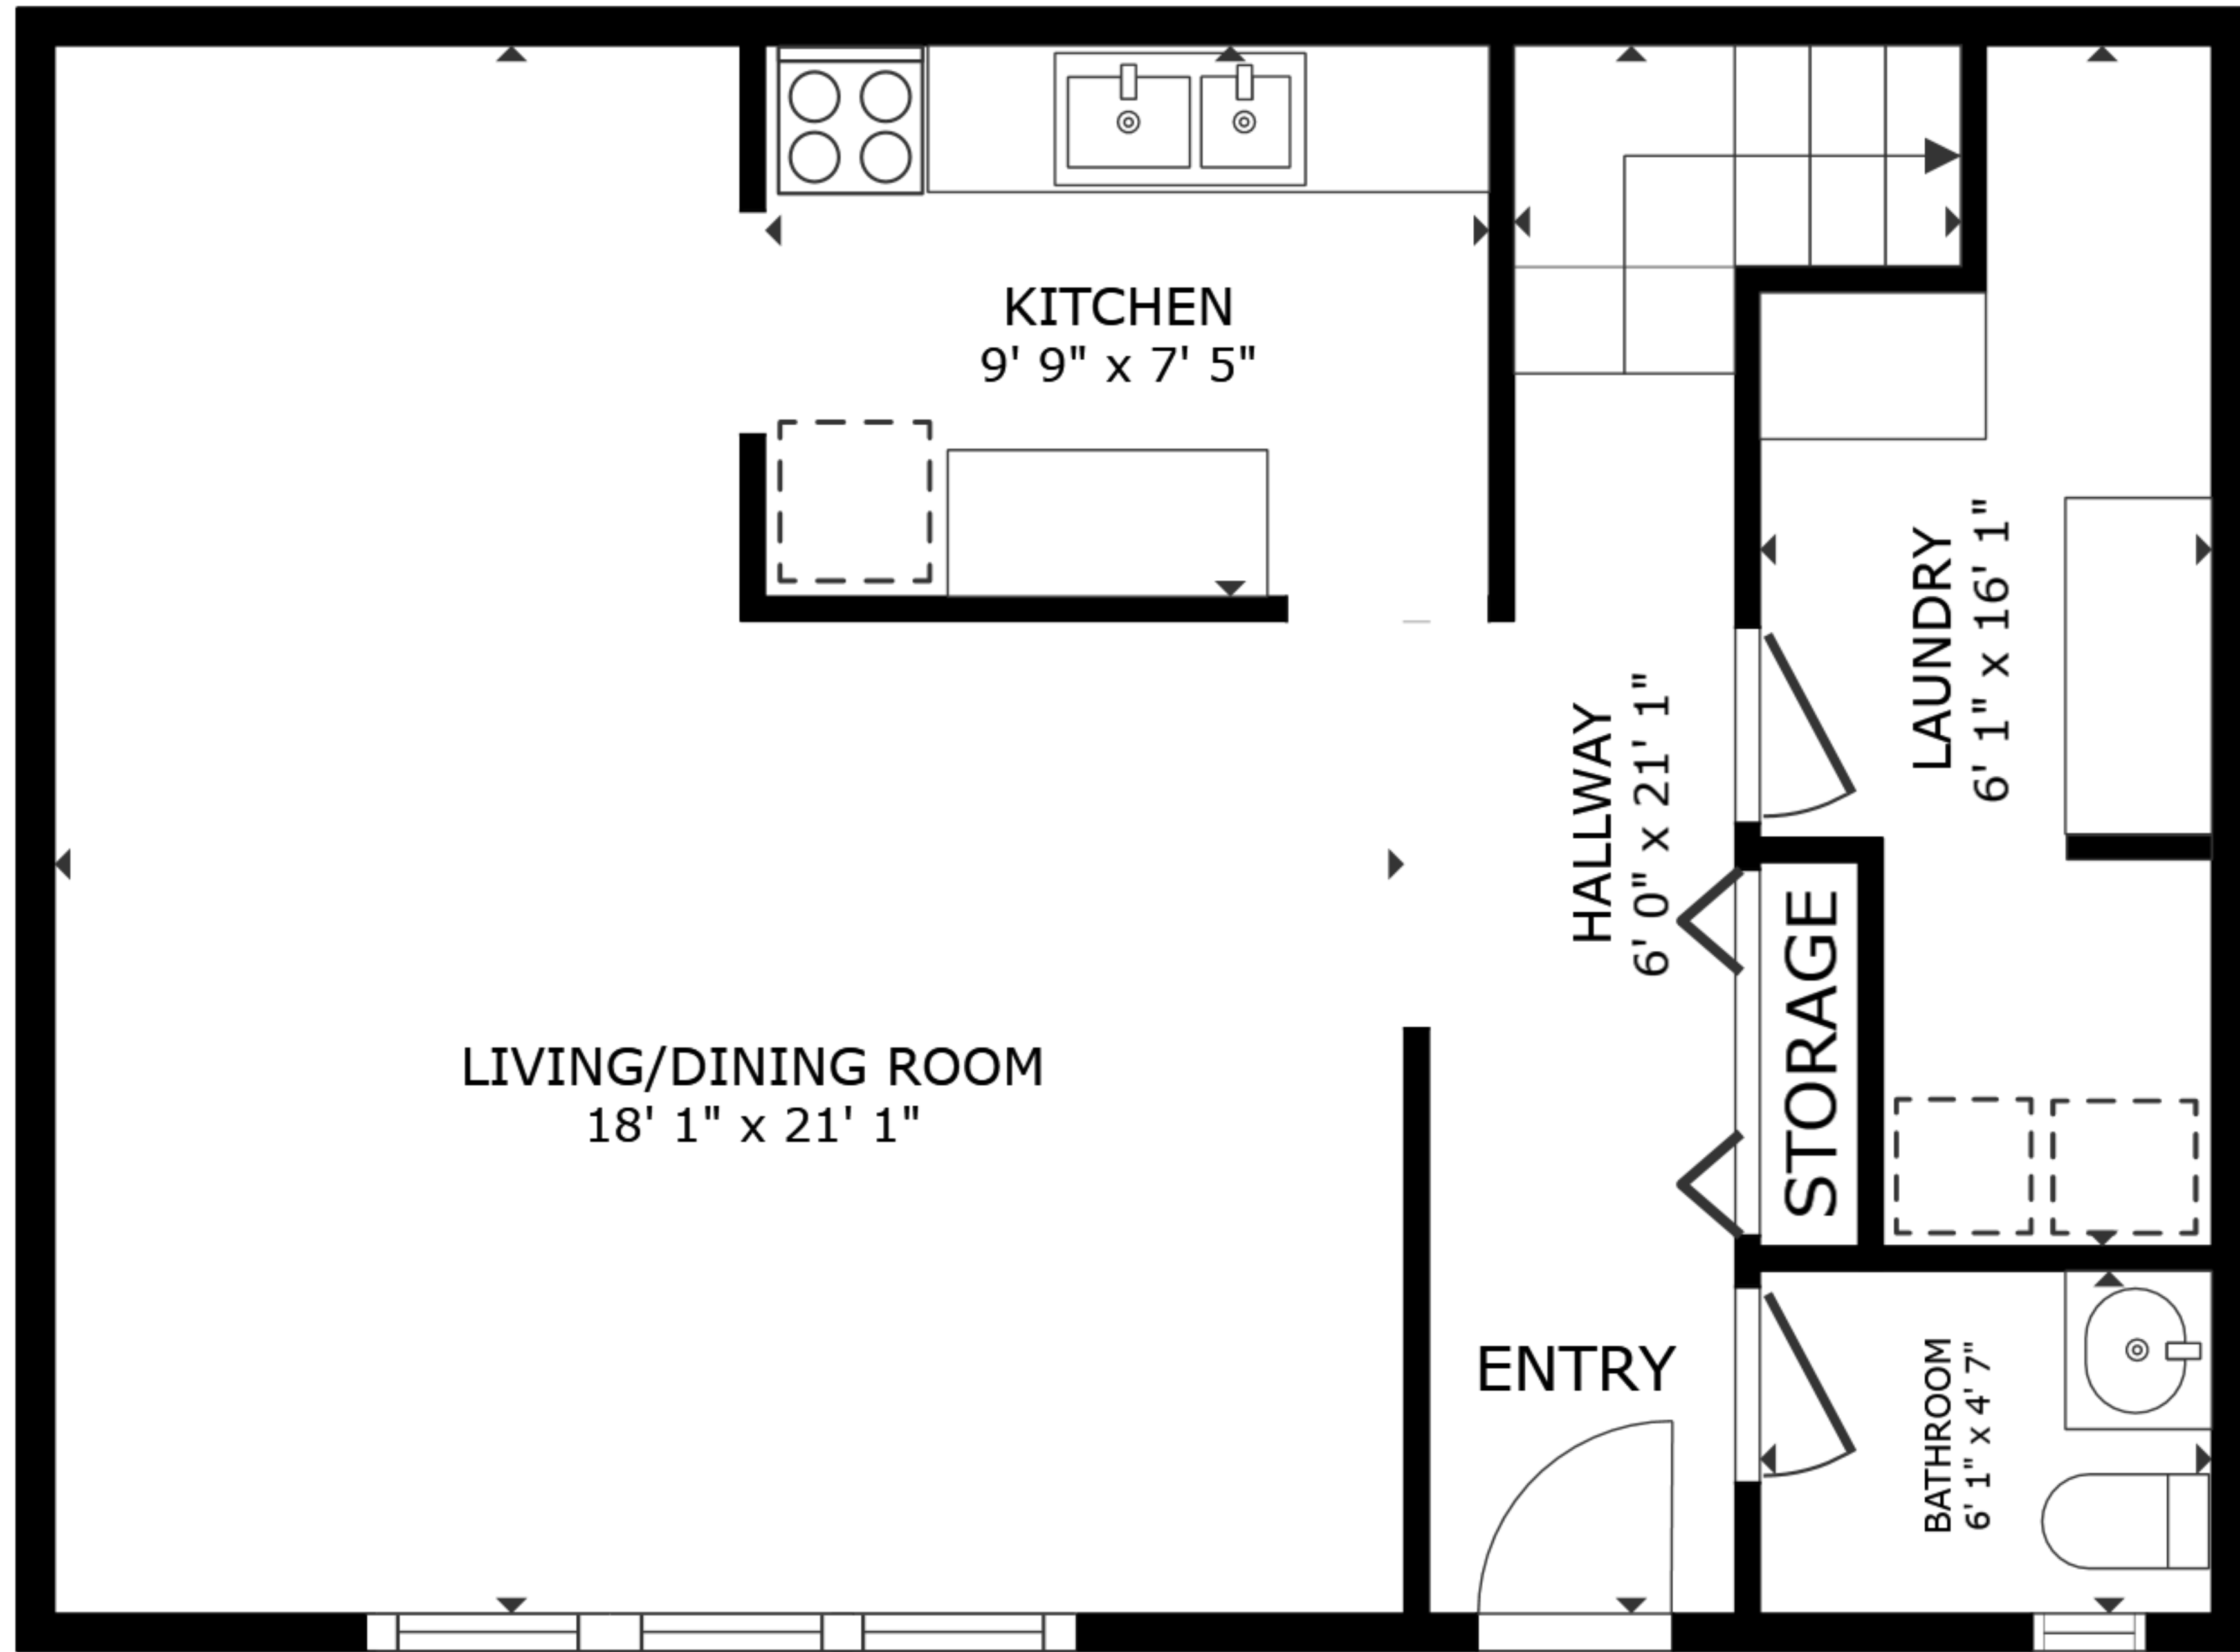 KITCHEN
9' 9" x 7' 5"
LAUNDRY
6' 1" x 16' 1"
HALLWAY
6' 0" x 21' 1"
STORAGE
LIVING/DINING ROOM
18' 1" x 21' 1"
ENTRY
BATHROOM
6' 1" x 4' 7"